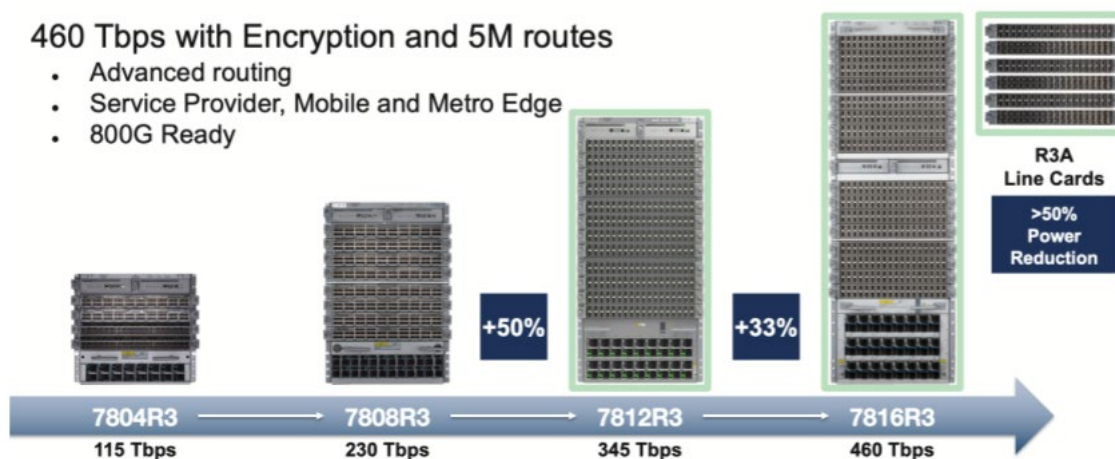 460 Tbps with Encryption and 5M routes
• Advanced routing
• Service Provider, Mobile and Metro Edge
• 800G Ready
R3A
Line Cards
>50%
Power
Reduction
+50%
+33%
7804R3
7808R3
7812R3
7816R3
115 Tbps
230 Tbps
345 Tbps
460 Tbps